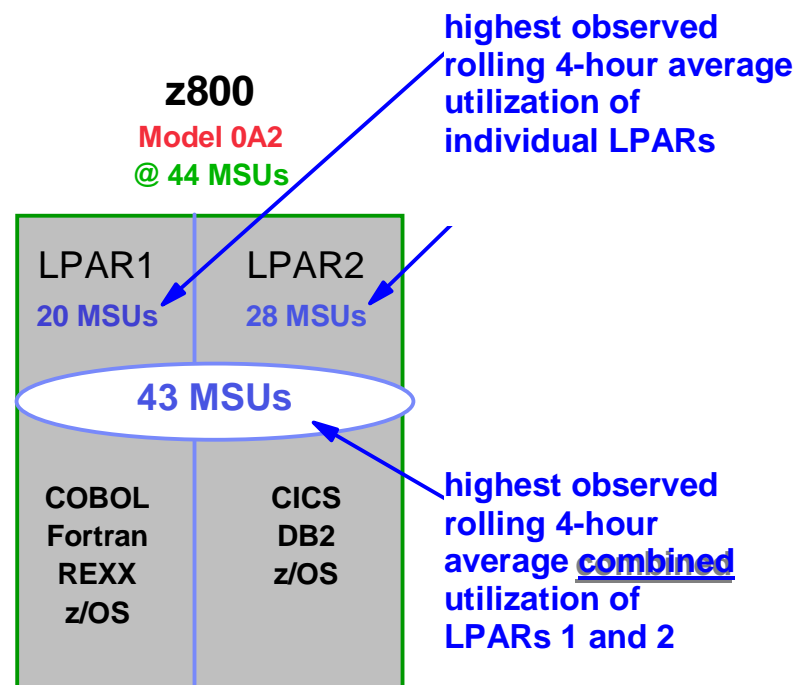 highest observed
rolling 4-hour average
utilization of
individual LPARs
z800
Model 0A2
@ 44 MSUs
LPAR1
20 MSUs
LPAR2
28 MSUs
43 MSUs
COBOL
Fortran
REXX
z/OS
CICS
DB2
z/OS
highest observed
rolling 4-hour
average combined
utilization of
LPARs 1 and 2